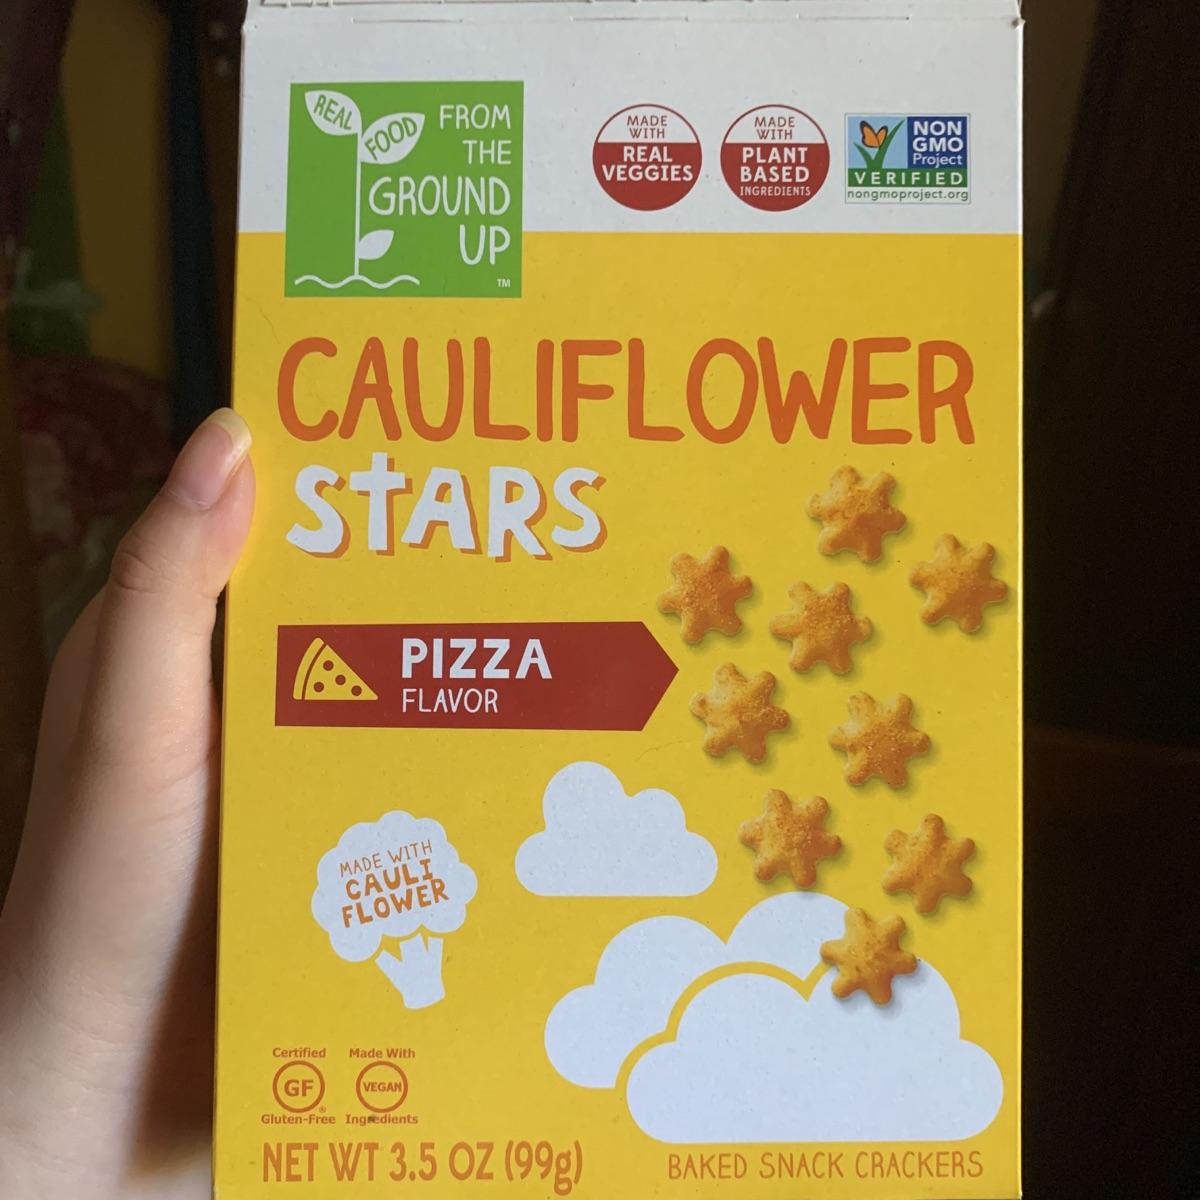 REAL
FOOD
FROM
THE
GROUND
UP
TM
MADE
WITH
REAL
VEGGIES
MADE
WITH
PLANT
BASED
INGREDIENTS
NON
GMO
Project
VERIFIED
nongmoproject.org
CAULIFLOWER
STARS
PIZZA
FLAVOR
MADE WITH
CAULI
FLOWER
Certified
GF
®
Gluten-Free
Made With
VEGAN
Ingredients
NET WT 3.5 OZ (99g)
BAKED SNACK CRACKERS